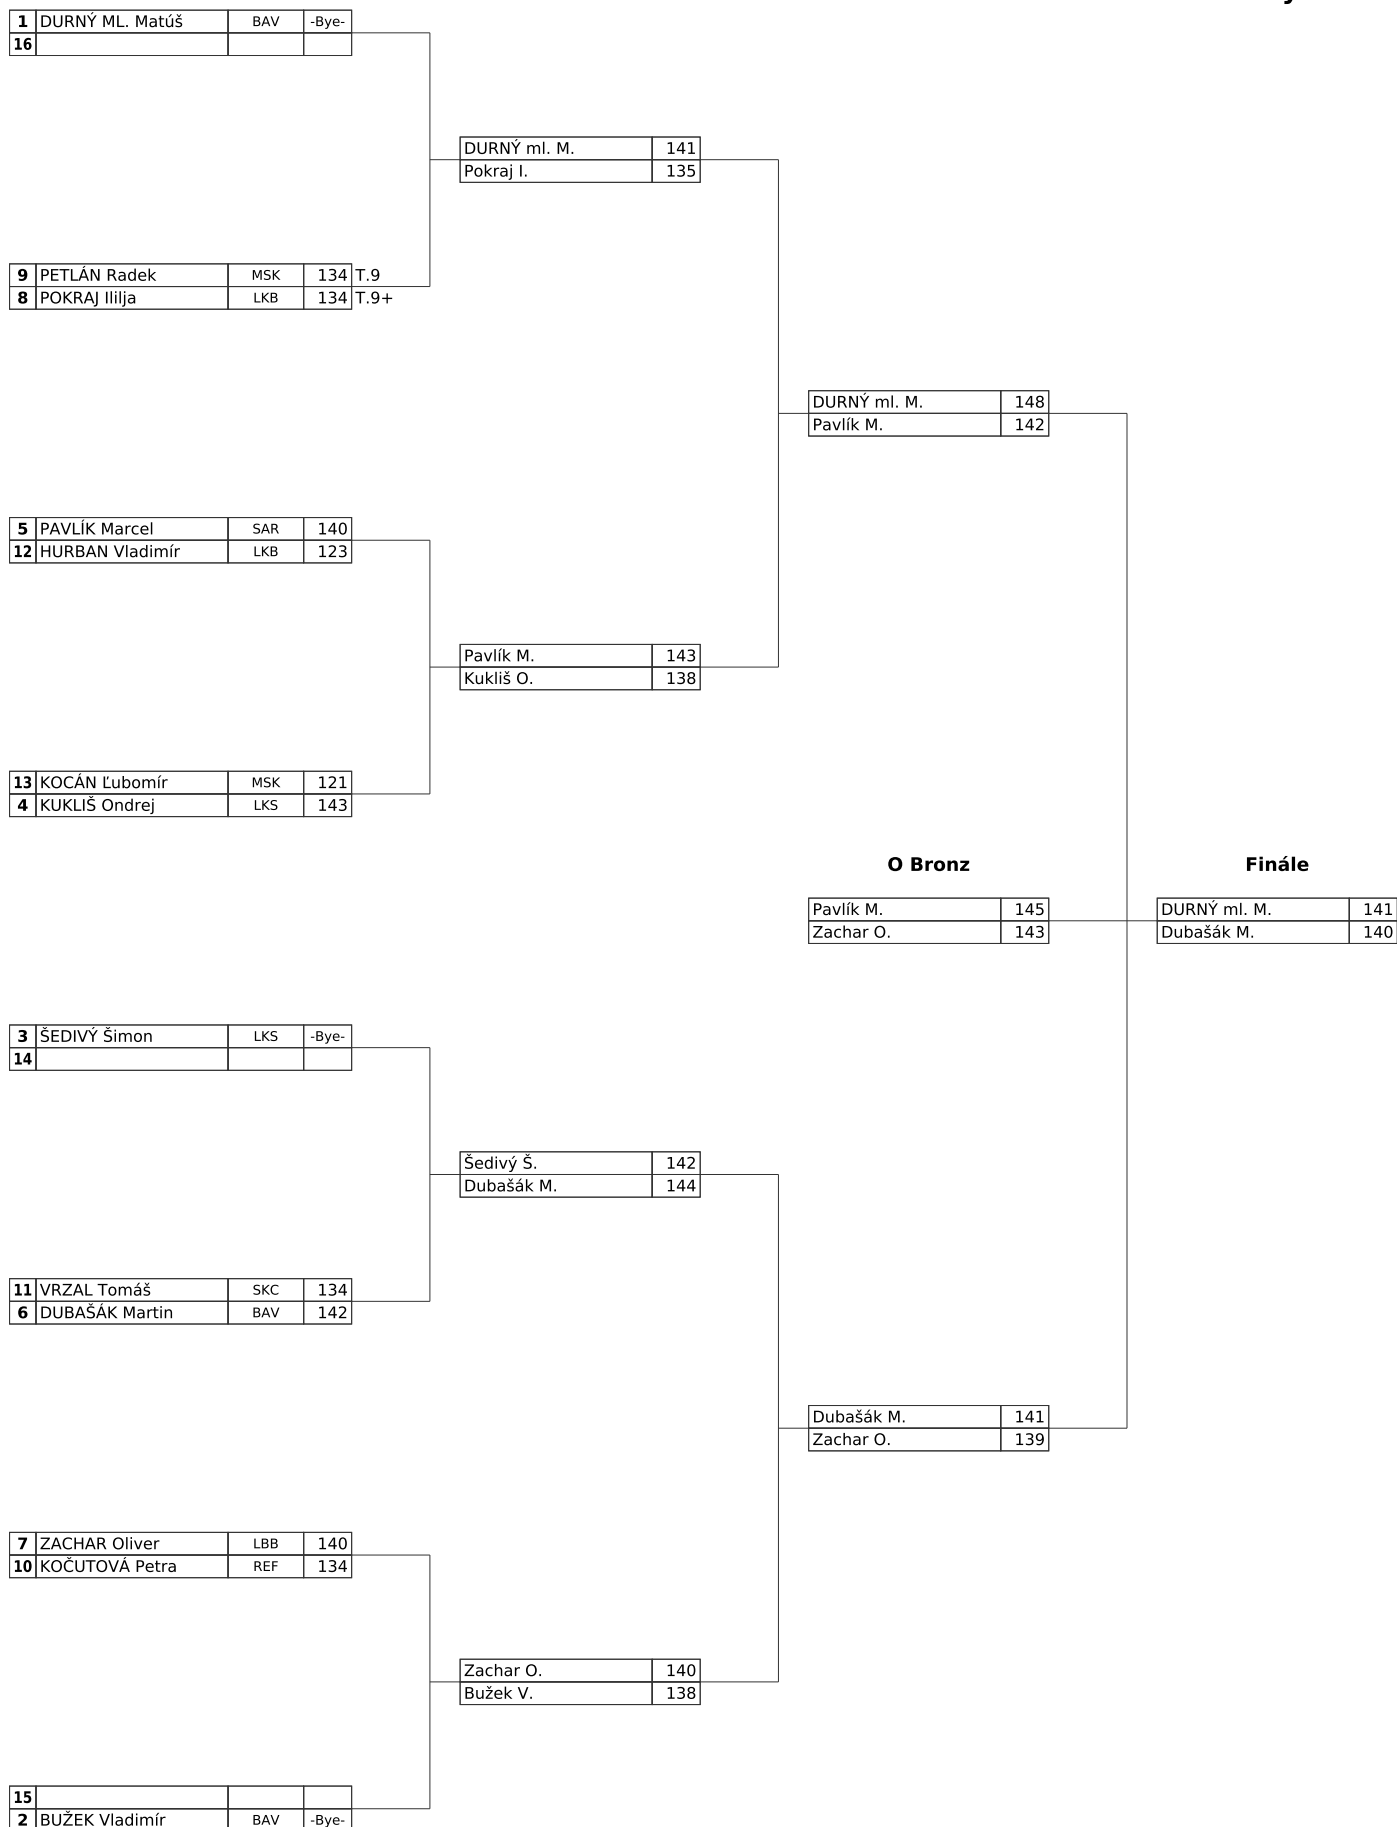 1 DURNÝ ML. Matúš BAV -Bye-
16
DURNÝ ml. M. 141
Pokraj I. 135
9 PETLÁN Radek MSK 134 T.9
8 POKRAJ Ililja LKB 134 T.9+
DURNÝ ml. M. 148
Pavlík M. 142
5 PAVLÍK Marcel SAR 140
12 HURBAN Vladimír LKB 123
Pavlík M. 143
Kukliš O. 138
13 KOCÁN Ľubomír MSK 121
4 KUKLIŠ Ondrej LKS 143
O Bronz Finále
Pavlík M. 145 DURNÝ ml. M. 141
Zachar O. 143 Dubašák M. 140
3 ŠEDIVÝ Šimon LKS -Bye-
14
Šedivý Š. 142
Dubašák M. 144
11 VRZAL Tomáš SKC 134
6 DUBAŠÁK Martin BAV 142
Dubašák M. 141
Zachar O. 139
7 ZACHAR Oliver LBB 140
10 KOČUTOVÁ Petra REF 134
Zachar O. 140
Bužek V. 138
15
2 BUŽEK Vladimír BAV -Bye-